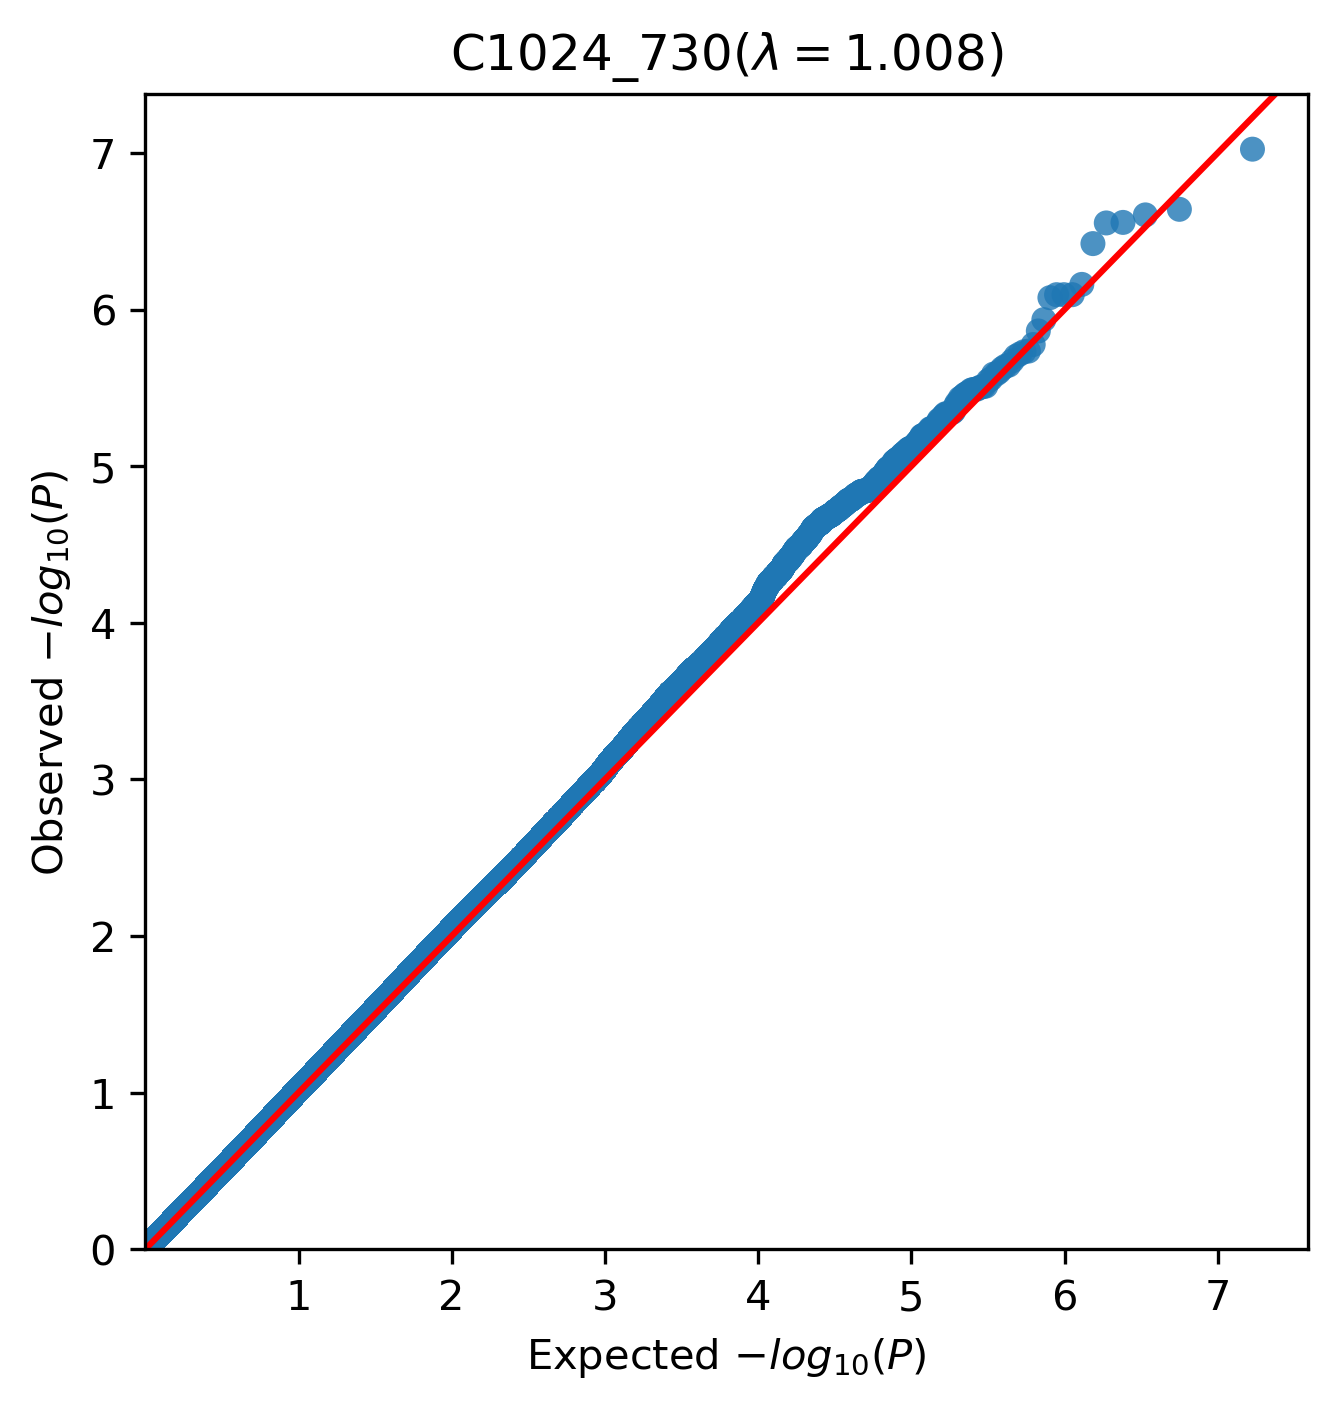 C1024_730(λ = 1.008)
Observed −log₁₀(P)
7
6
5
4
3
2
1
0
1 2 3 4 5 6 7
Expected −log₁₀(P)